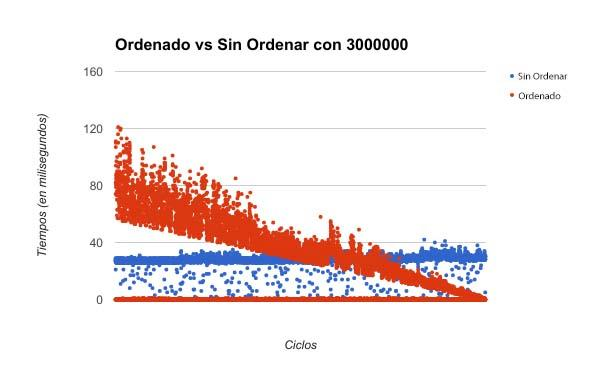 Ordenado vs Sin Ordenar con 3000000
160
120
80
40
0
Tiempos (en milisegundos)
Ciclos
Sin Ordenar
Ordenado